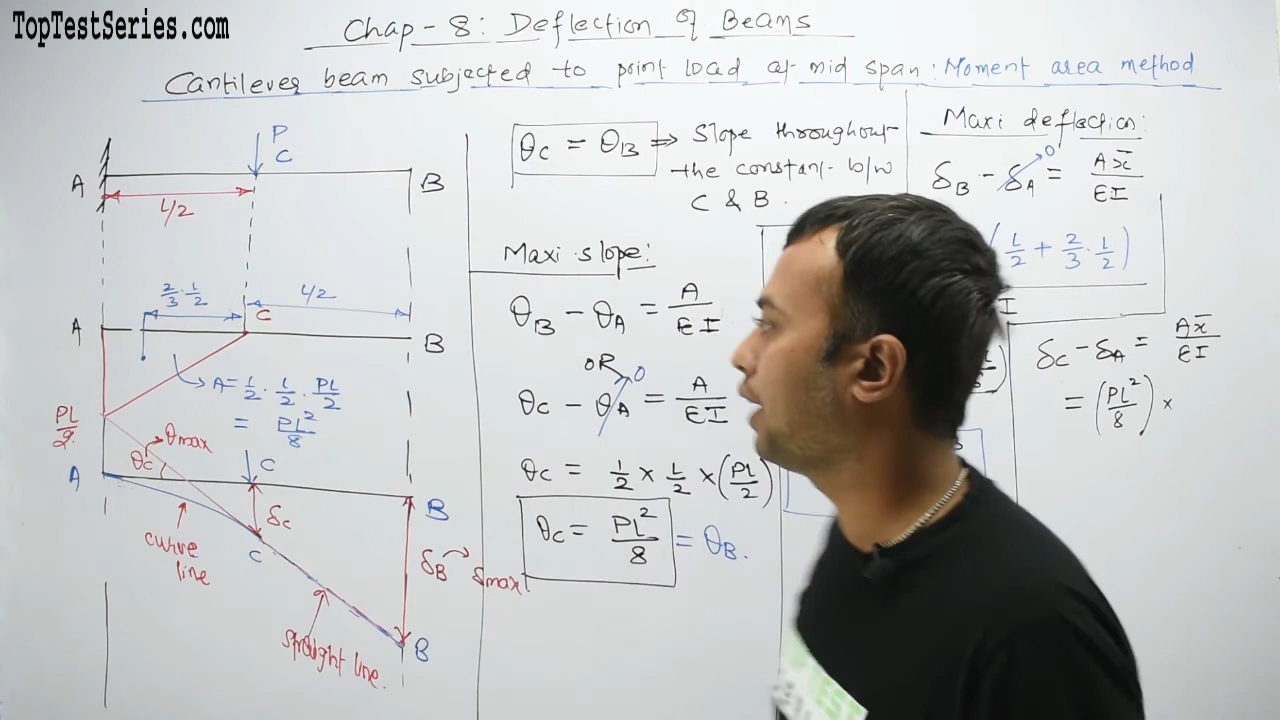 TopTestSeries.com
Chap-8: Deflection of Beams
Cantilever beam subjected to point load at mid span: Moment area method
P
C
A
B
L/2
2/3 · L/2
L/2
A
C
B
A = 1/2 · L/2 · PL/2
= PL²/8
PL/2
θmax
θc
A
C
B
δc
C
curve line
δB → δmax
straight line
B
θC = θB ⇒ slope throughout
the constant b/w
C & B.
Maxi slope:
θB - θA = A/EI
OR
θC - θA = A/EI
0
θC = 1/2 × L/2 × (PL/2)
θC = PL²/8 = θB.
Maxi deflection:
δB - δA = Ax̄/EI
0
(L/2 + 2/3 · L/2)
I
δC - δA = Ax̄/EI
= (PL²/8) ×